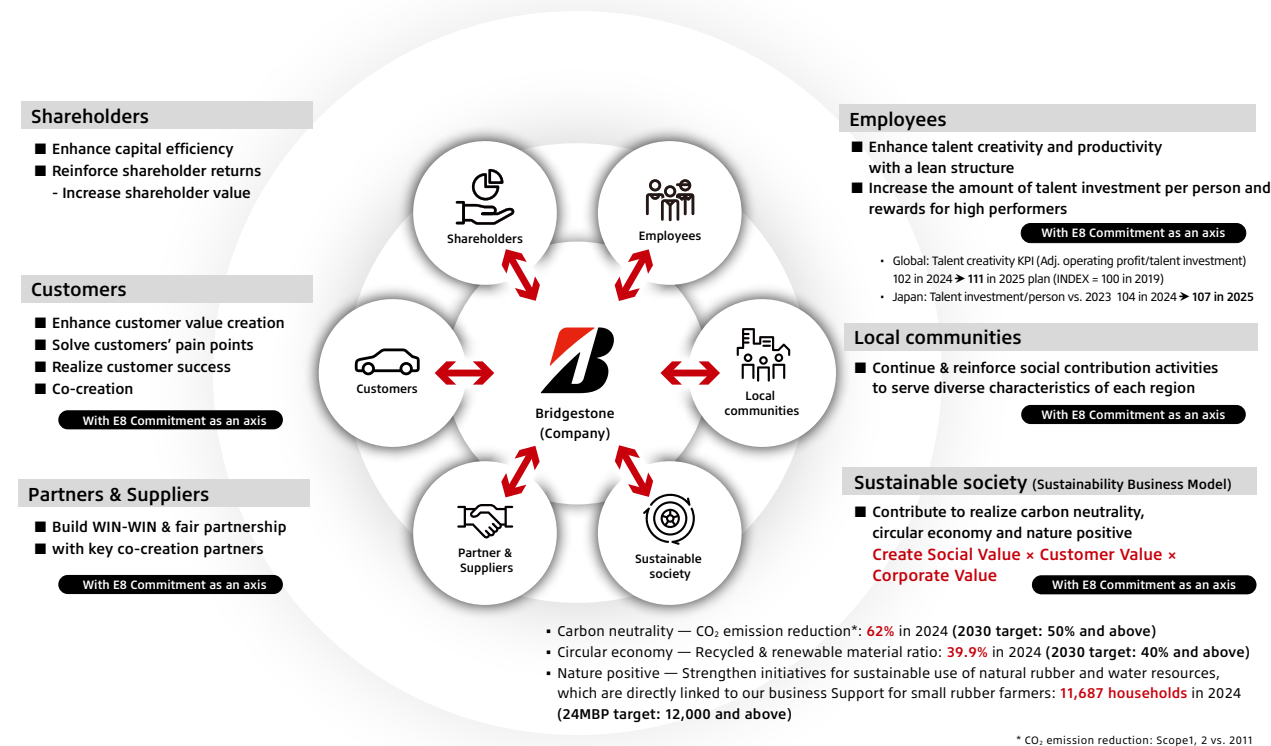 Shareholders
■ Enhance capital efficiency
■ Reinforce shareholder returns
- Increase shareholder value
Customers
■ Enhance customer value creation
■ Solve customers’ pain points
■ Realize customer success
■ Co-creation
With E8 Commitment as an axis
Partners & Suppliers
■ Build WIN-WIN & fair partnership
■ with key co-creation partners
With E8 Commitment as an axis
Shareholders
Employees
Customers
Bridgestone
(Company)
Local
communities
Partner &
Suppliers
Sustainable
society
Employees
■ Enhance talent creativity and productivity
with a lean structure
■ Increase the amount of talent investment per person and
rewards for high performers
With E8 Commitment as an axis
・ Global: Talent creativity KPI (Adj. operating profit/talent investment)
102 in 2024 ➔ 111 in 2025 plan (INDEX = 100 in 2019)
・ Japan: Talent investment/person vs. 2023 104 in 2024 ➔ 107 in 2025
Local communities
■ Continue & reinforce social contribution activities
to serve diverse characteristics of each region
With E8 Commitment as an axis
Sustainable society (Sustainability Business Model)
■ Contribute to realize carbon neutrality,
circular economy and nature positive
Create Social Value × Customer Value ×
Corporate Value
With E8 Commitment as an axis
▪ Carbon neutrality — CO₂ emission reduction*: 62% in 2024 (2030 target: 50% and above)
▪ Circular economy — Recycled & renewable material ratio: 39.9% in 2024 (2030 target: 40% and above)
▪ Nature positive — Strengthen initiatives for sustainable use of natural rubber and water resources,
which are directly linked to our business Support for small rubber farmers: 11,687 households in 2024
(24MBP target: 12,000 and above)
* CO₂ emission reduction: Scope1, 2 vs. 2011